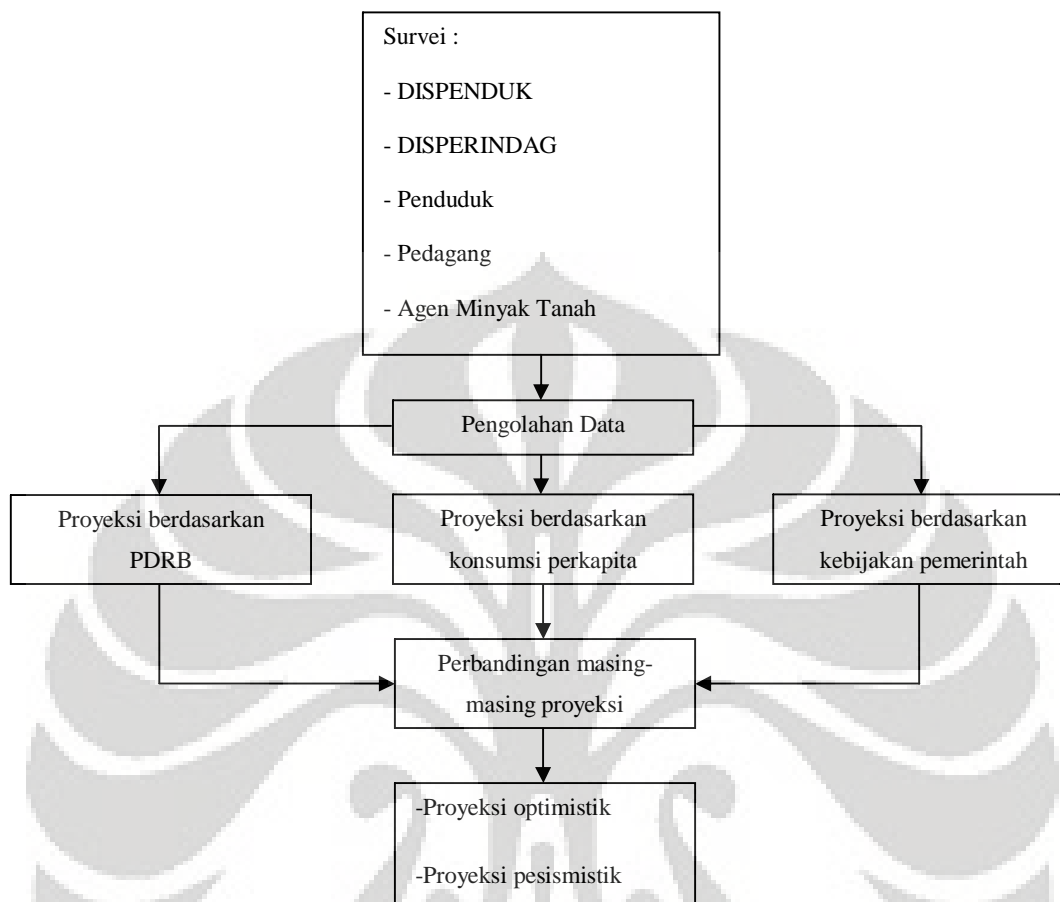 Survei :
- DISPENDUK
- DISPERINDAG
- Penduduk
- Pedagang
- Agen Minyak Tanah
Pengolahan Data
Proyeksi berdasarkan
PDRB
Proyeksi berdasarkan
konsumsi perkapita
Proyeksi berdasarkan
kebijakan pemerintah
Perbandingan masing-
masing proyeksi
-Proyeksi optimistik
-Proyeksi pesismistik